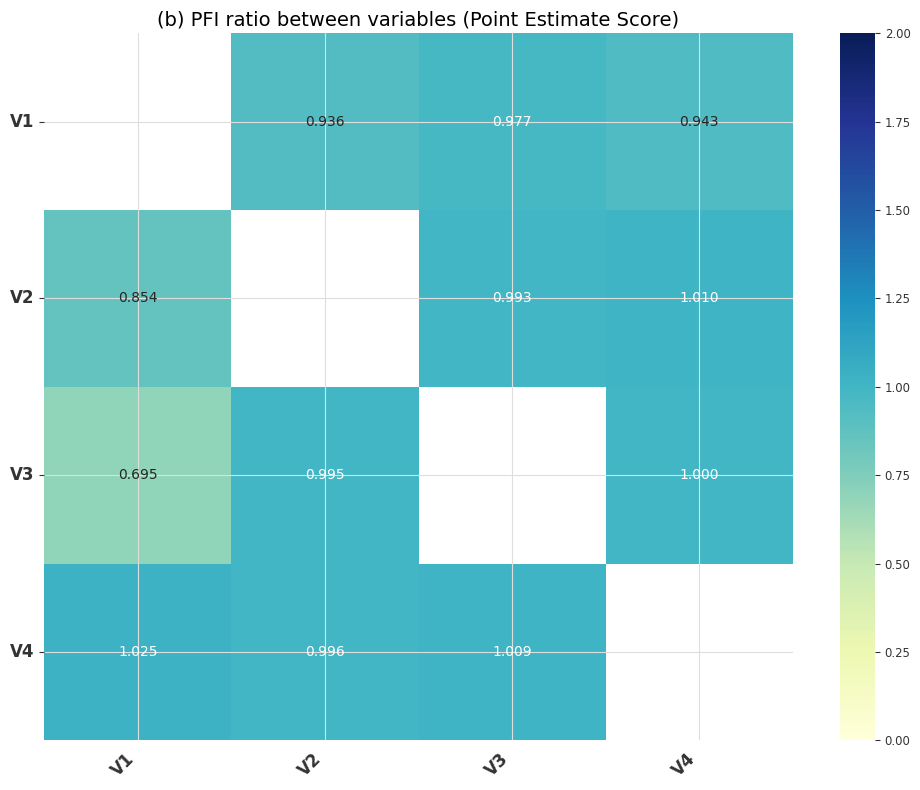 (b) PFI ratio between variables (Point Estimate Score)
V1
0.936
0.977
0.943
V2
0.854
0.993
1.010
V3
0.695
0.995
1.000
V4
1.025
0.996
1.009
V1
V2
V3
V4
2.00
1.75
1.50
1.25
1.00
0.75
0.50
0.25
0.00